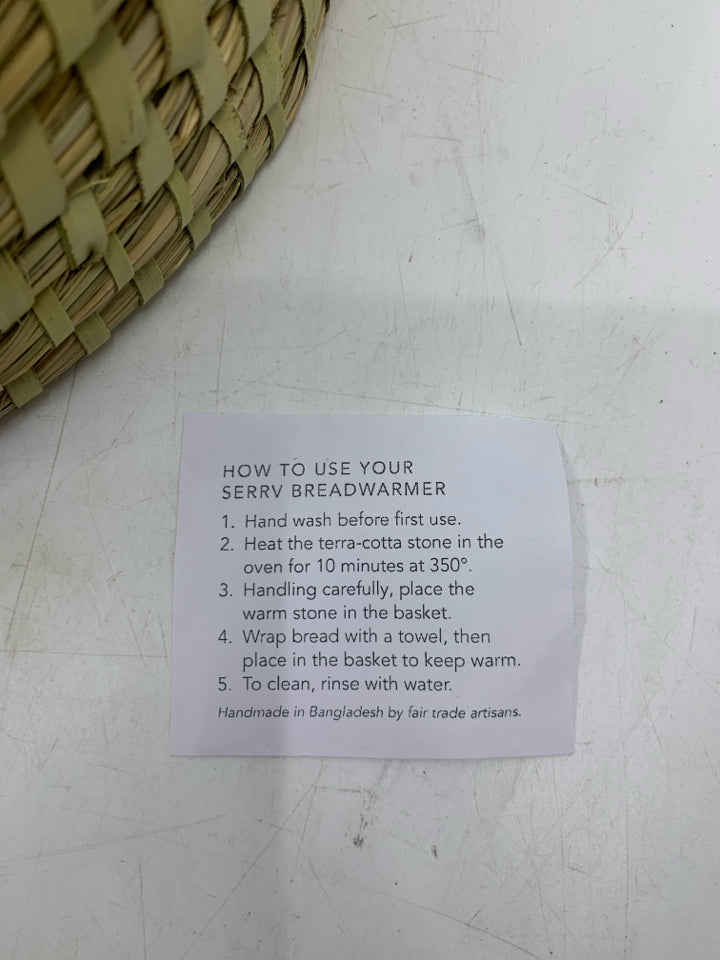 HOW TO USE YOUR
SERRV BREADWARMER
1. Hand wash before first use.
2. Heat the terra-cotta stone in the
oven for 10 minutes at 350°.
3. Handling carefully, place the
warm stone in the basket.
4. Wrap bread with a towel, then
place in the basket to keep warm.
5. To clean, rinse with water.
Handmade in Bangladesh by fair trade artisans.